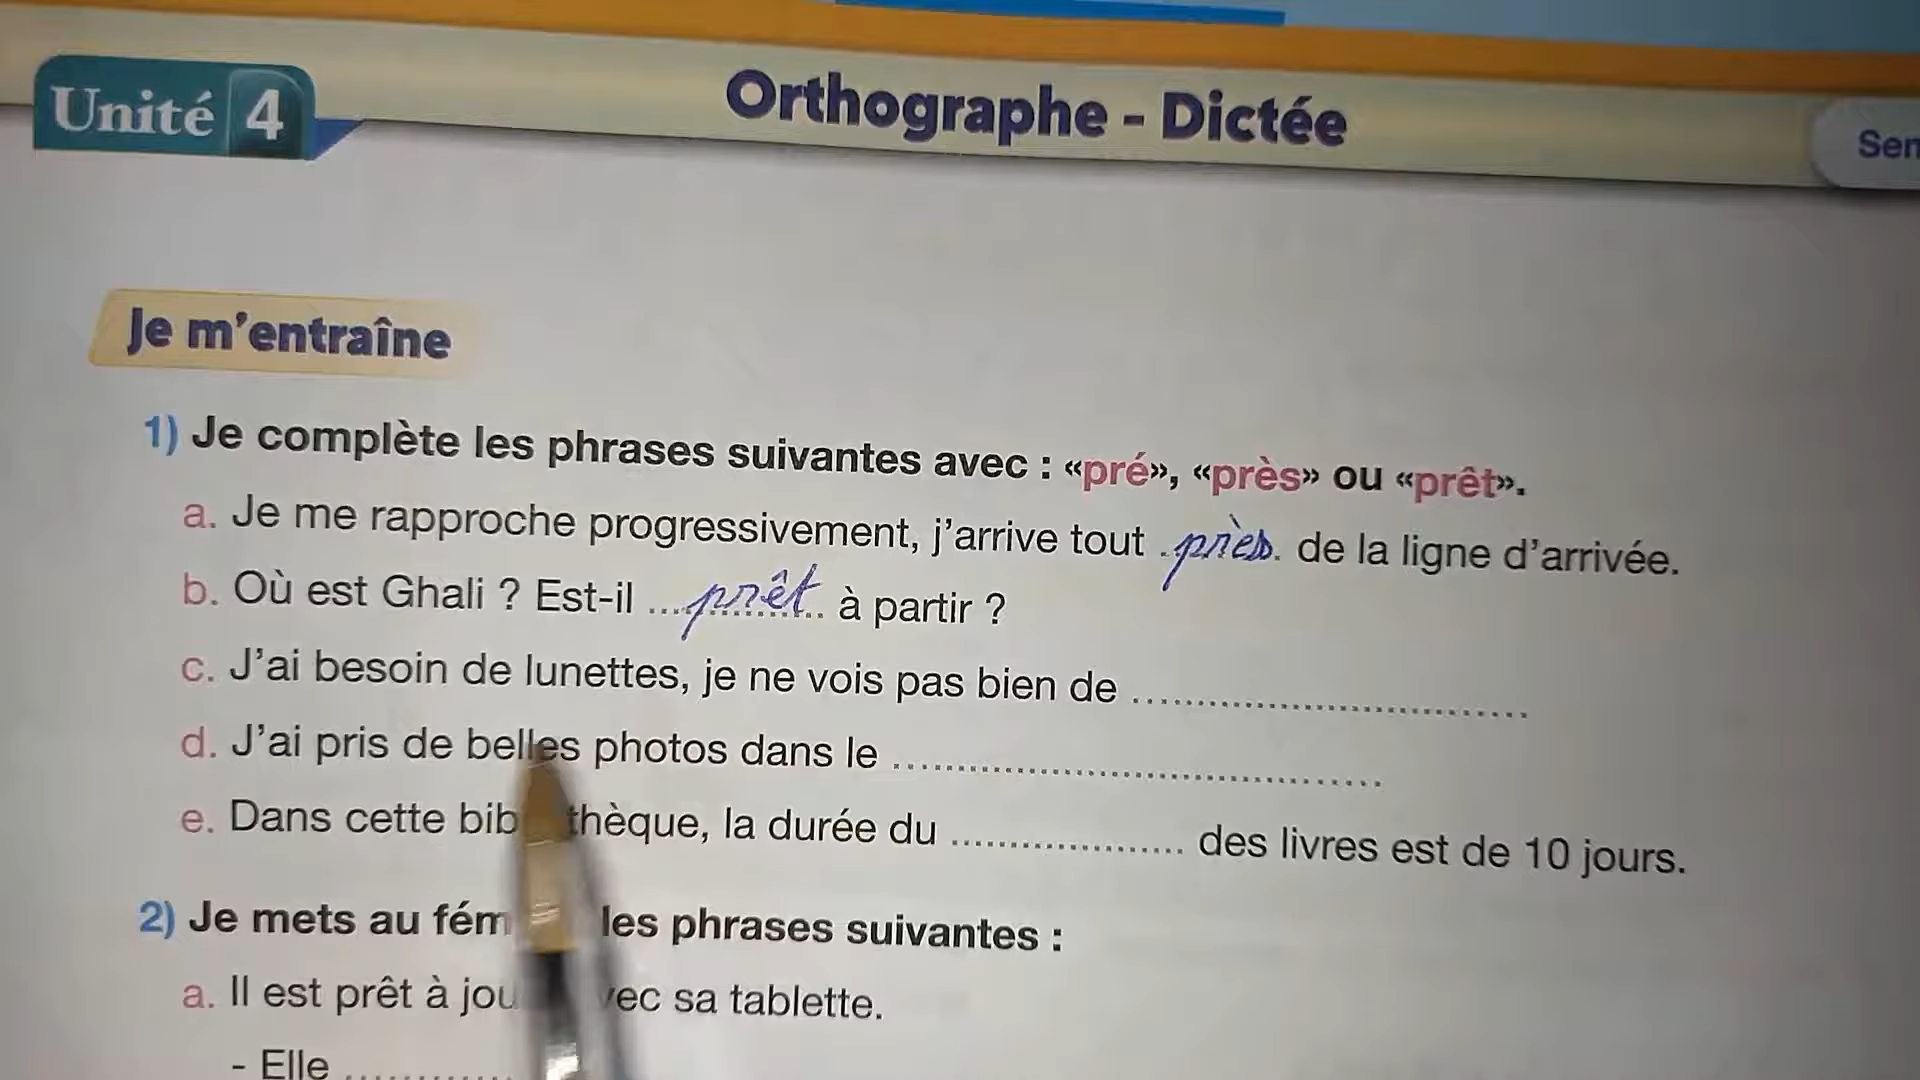 Unité 4
Orthographe - Dictée
Je m'entraîne
1) Je complète les phrases suivantes avec : «pré», «près» ou «prêt».
a. Je me rapproche progressivement, j'arrive tout près de la ligne d'arrivée.
b. Où est Ghali ? Est-il ...prêt... à partir ?
c. J'ai besoin de lunettes, je ne vois pas bien de ..............................
d. J'ai pris de belles photos dans le ..............................
e. Dans cette bib thèque, la durée du .................... des livres est de 10 jours.
2) Je mets au fém les phrases suivantes :
a. Il est prêt à jou vec sa tablette.
- Elle ............